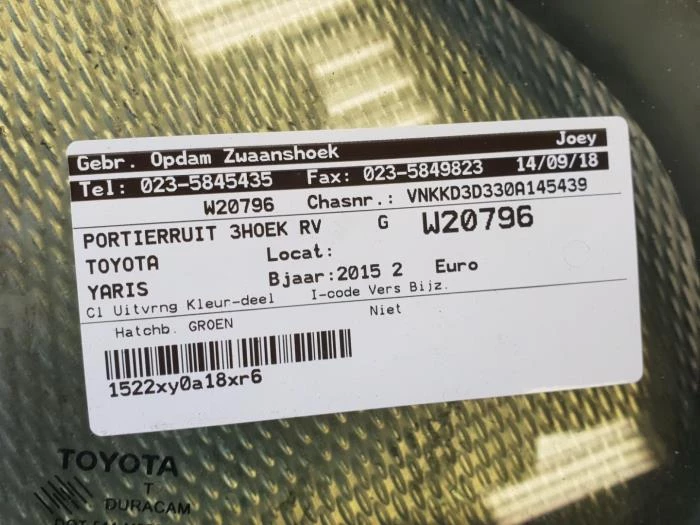 Gebr. Opdam Zwaanshoek Joey
Tel: 023-5845435 Fax: 023-5849823 14/09/18
W20796 Chasnr.: VNKKD3D330A145439
PORTIERRUIT 3HOEK RV G W20796
TOYOTA Locat:
YARIS Bjaar:2015 2 Euro
Cl Uitvrng Kleur-deel I-code Vers Bijz.
Hatchb. GROEN Niet
1522xy0a18xr6
TOYOTA
T
DURACAM